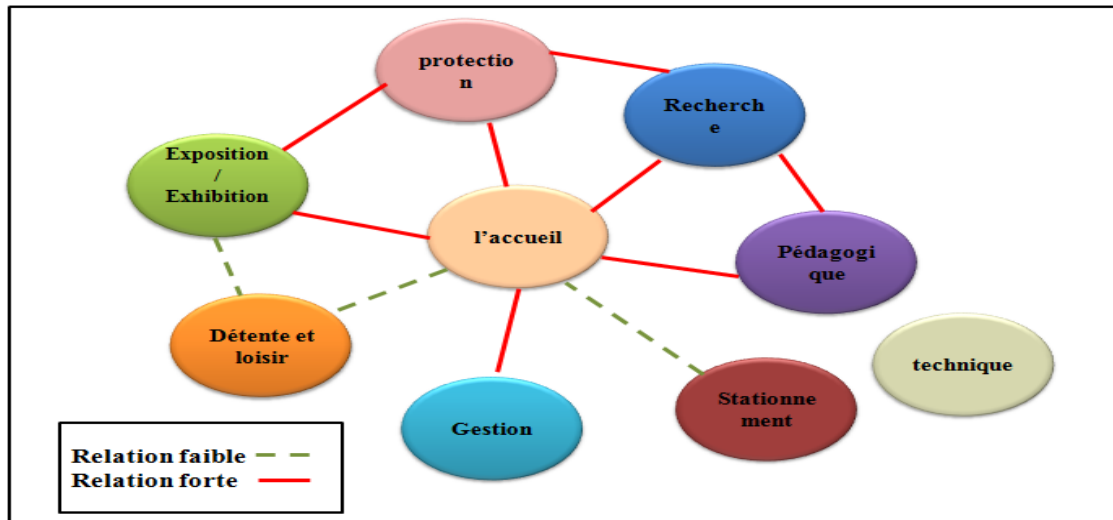 protectio
n
Recherch
e
Exposition
/
Exhibition
l’accueil
Pédagogi
que
Détente et
loisir
technique
Stationne
ment
Gestion
Relation faible
Relation forte